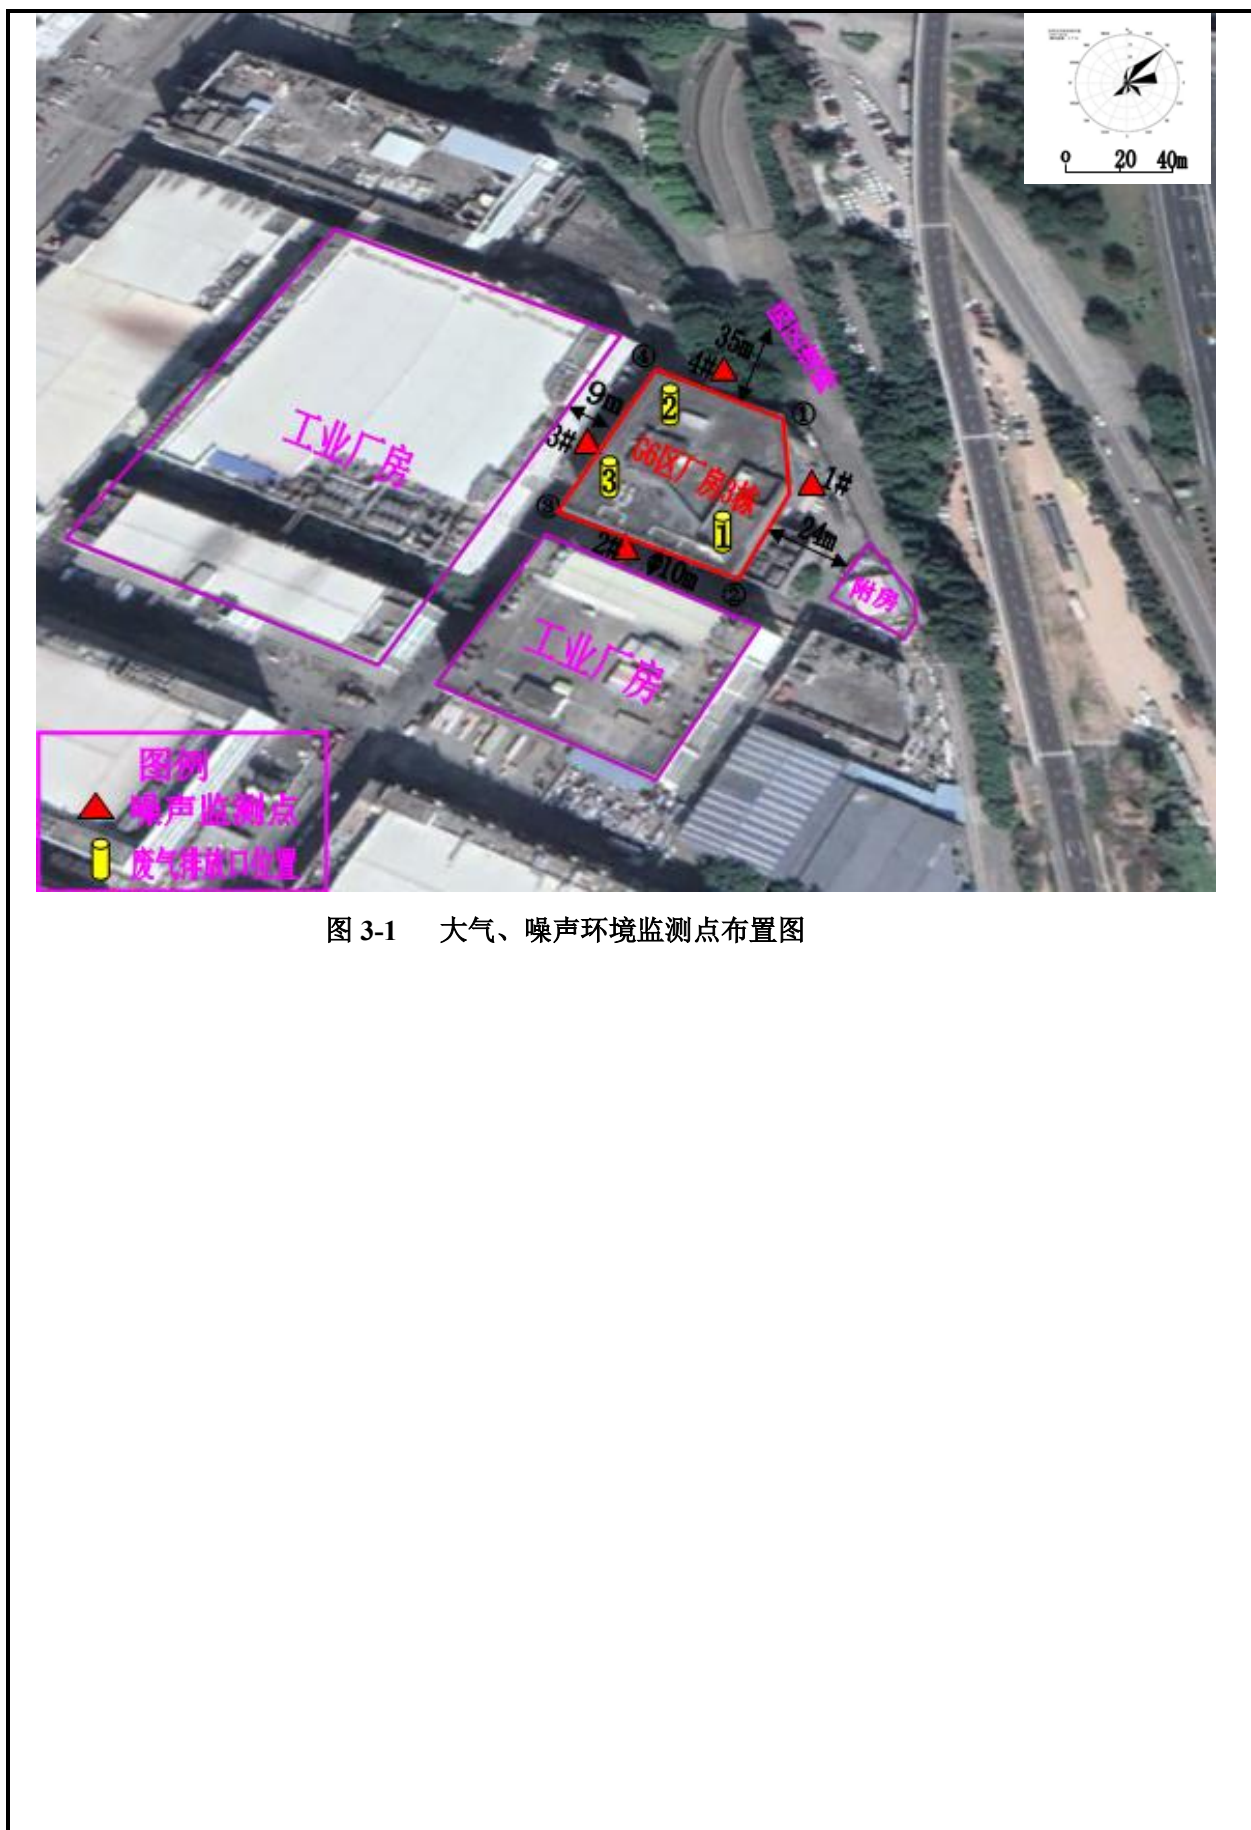 N
0 20 40m
35m
4#
④
①
9m
2
3#
工业厂房
G6区厂房3栋
1#
3
③
1
24m
2#
10m
②
附房
工业厂房
图例
噪声监测点
废气排放口位置
图 3-1 大气、噪声环境监测点布置图